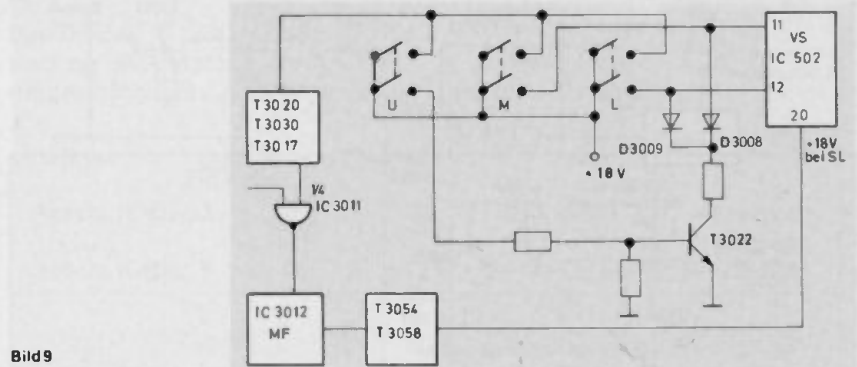 11
VS
IC 502
12
20
+18V
bei SL
T 3020
T 3030
T 3017
U
M
L
D3009
D3008
+18V
1/4
IC 3011
T3022
IC 3012
MF
T 3054
T 3058
Bild 9